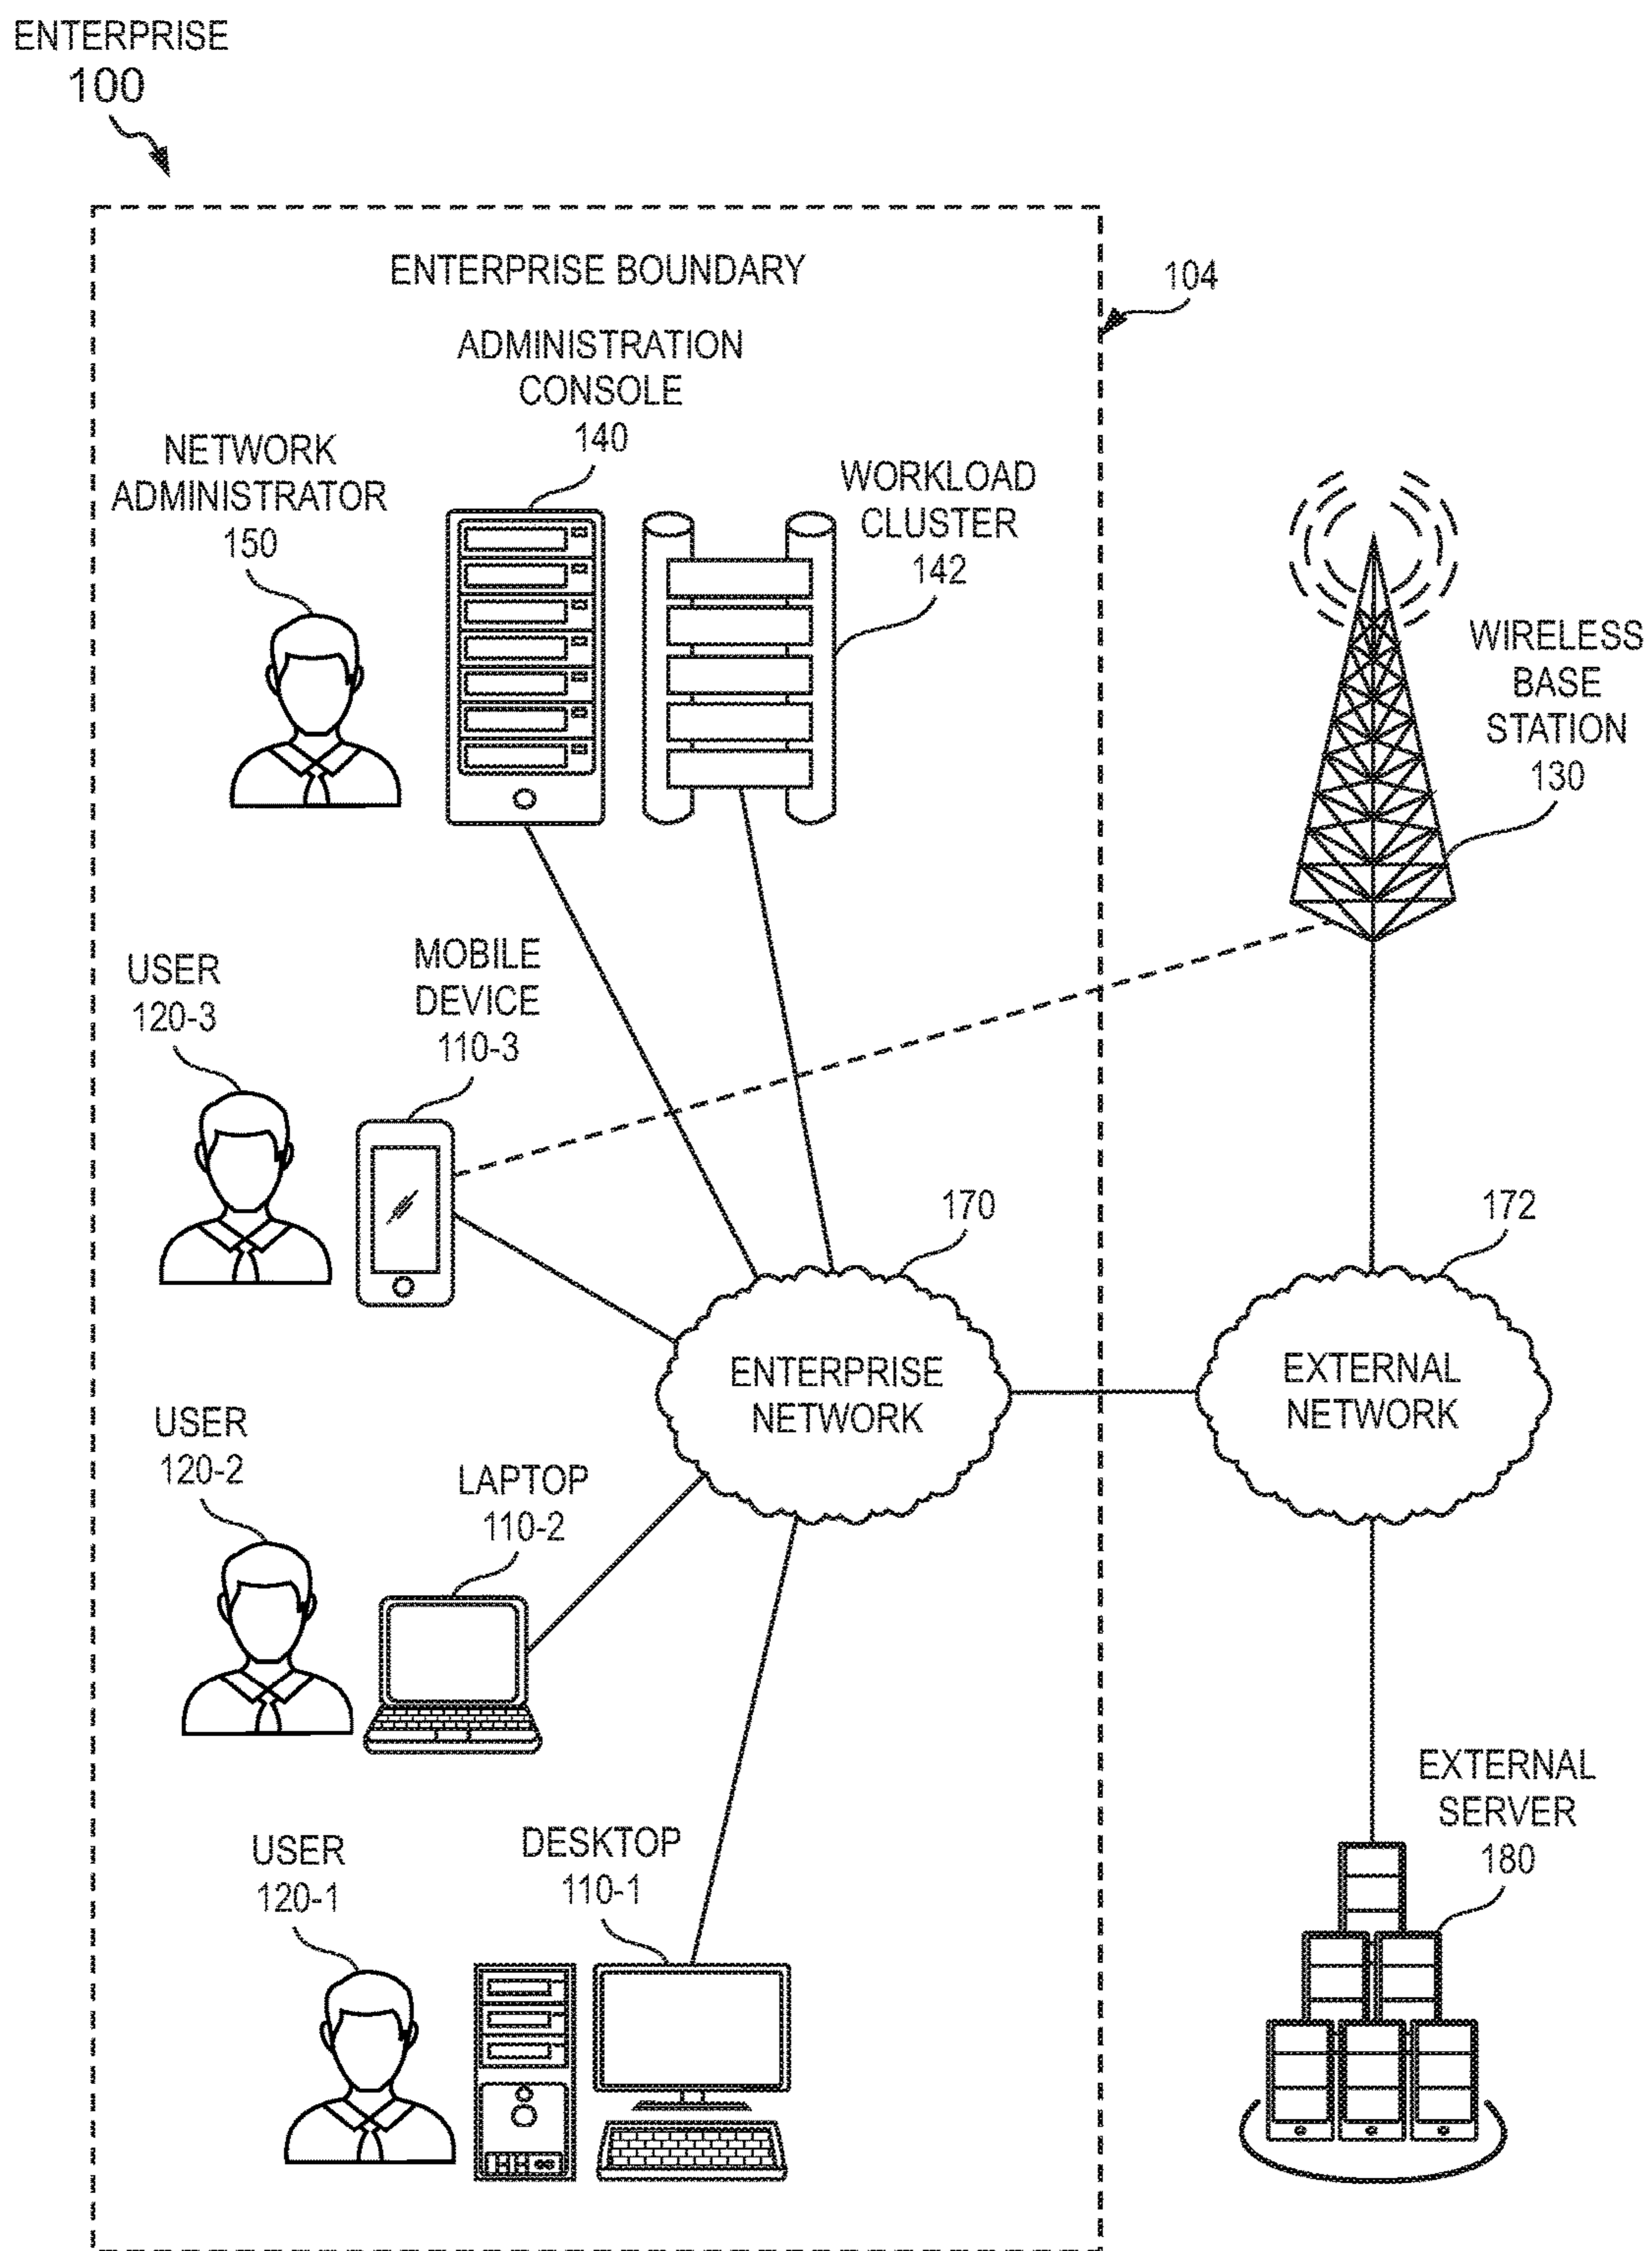 ENTERPRISE
100
ENTERPRISE BOUNDARY
104
ADMINISTRATION
CONSOLE
140
NETWORK
ADMINISTRATOR
150
WORKLOAD
CLUSTER
142
WIRELESS
BASE
STATION
130
USER
120-3
MOBILE
DEVICE
110-3
170
172
ENTERPRISE
NETWORK
EXTERNAL
NETWORK
USER
120-2
LAPTOP
110-2
EXTERNAL
SERVER
180
USER
120-1
DESKTOP
110-1